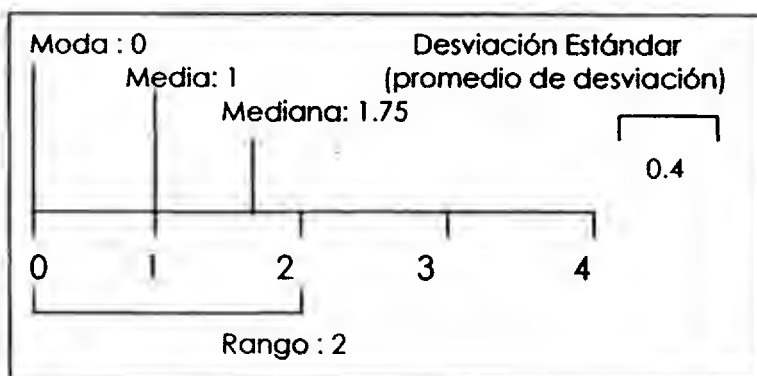 Moda : 0 Desviación Estándar
Media: 1 (promedio de desviación)
Mediana: 1.75
0.4
0 1 2 3 4
Rango : 2